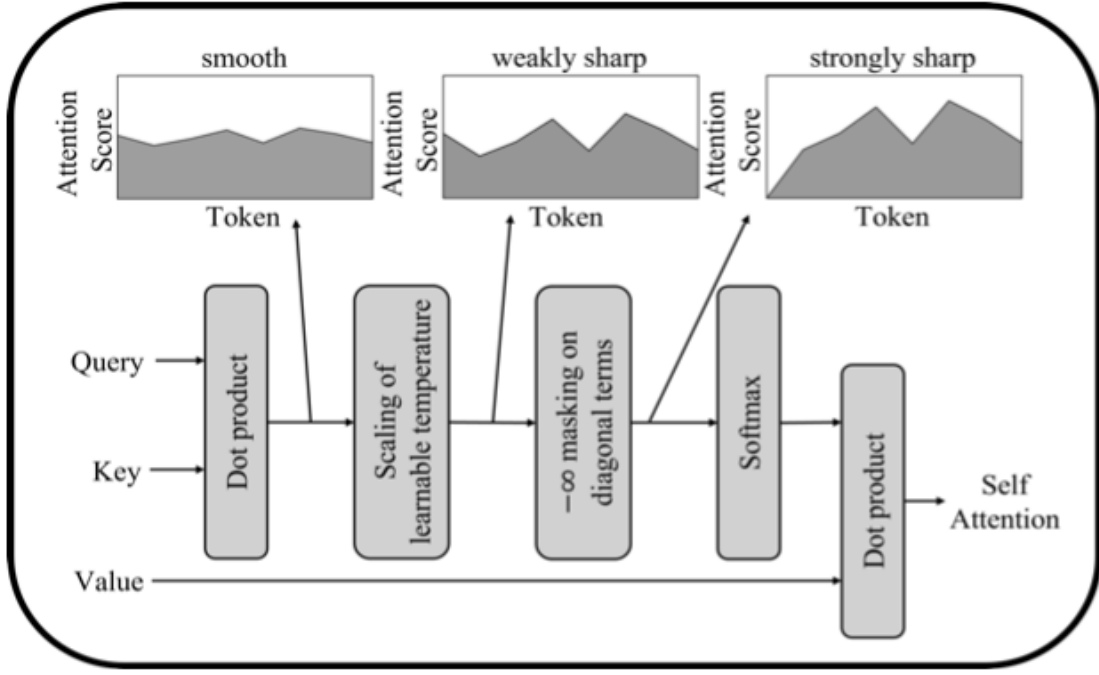 smooth
weakly sharp
strongly sharp
Attention
Score
Attention
Score
Attention
Score
Token
Token
Token
Query
Key
Value
Dot product
Scaling of
learnable temperature
−∞ masking on
diagonal terms
Softmax
Dot product
Self
Attention